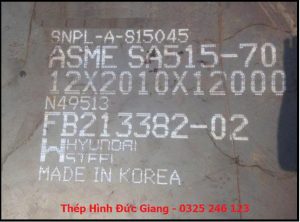 SNPL-A-S15045
ASME SA515-70
12X2010X12000
N49513
FB213382-02
HYUNDAI
STEEL
MADE IN KOREA
Thép Hình Đức Giang - 0325 246 123